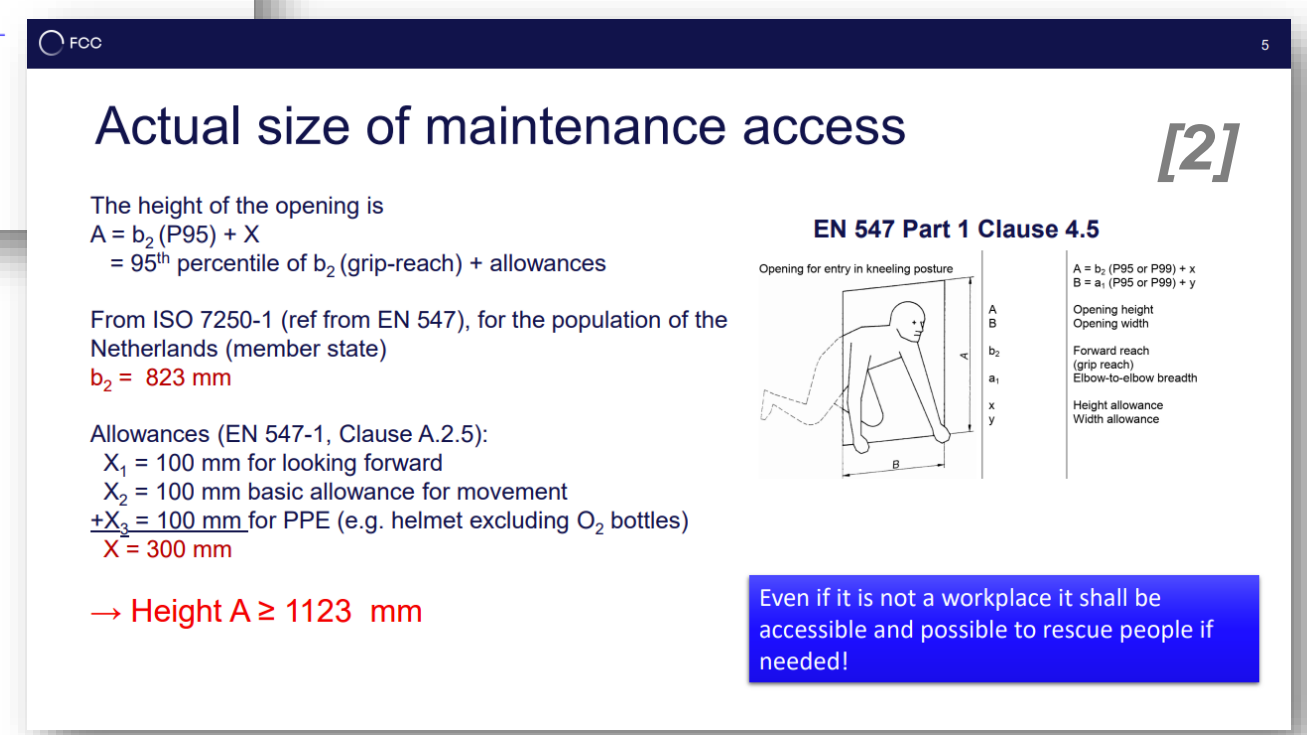 FCC
5
Actual size of maintenance access
[2]
The height of the opening is
A = b₂ (P95) + X
= 95ᵗʰ percentile of b₂ (grip-reach) + allowances
From ISO 7250-1 (ref from EN 547), for the population of the
Netherlands (member state)
b₂ = 823 mm
Allowances (EN 547-1, Clause A.2.5):
X₁ = 100 mm for looking forward
X₂ = 100 mm basic allowance for movement
+X₃ = 100 mm for PPE (e.g. helmet excluding O₂ bottles)
X = 300 mm
→ Height A ≥ 1123 mm
EN 547 Part 1 Clause 4.5
Opening for entry in kneeling posture
A
B
A = b₂ (P95 or P99) + x
B = a₁ (P95 or P99) + y
A Opening height
B Opening width
b₂ Forward reach
(grip reach)
a₁ Elbow-to-elbow breadth
x Height allowance
y Width allowance
Even if it is not a workplace it shall be
accessible and possible to rescue people if
needed!